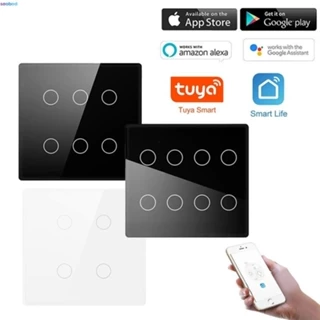 Available on the
App Store
GET IT ON
Google play
WORKS WITH
amazon alexa
works with the
Google Assistant
tuya
Tuya Smart
Smart Life